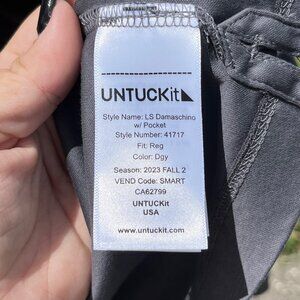 UNTUCKit
Style Name: LS Damaschino
w/ Pocket
Style Number: 41717
Fit: Reg
Color: Dgy
Season: 2023 FALL 2
VEND Code: SMART
CA62799
UNTUCKit
USA
www.untuckit.com